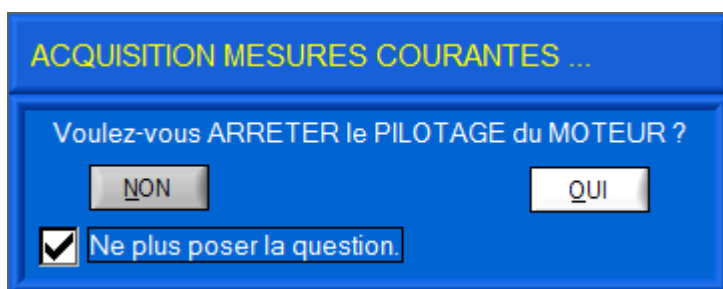 ACQUISITION MESURES COURANTES ...
Voulez-vous ARRETER le PILOTAGE du MOTEUR ?
NON OUI
Ne plus poser la question.